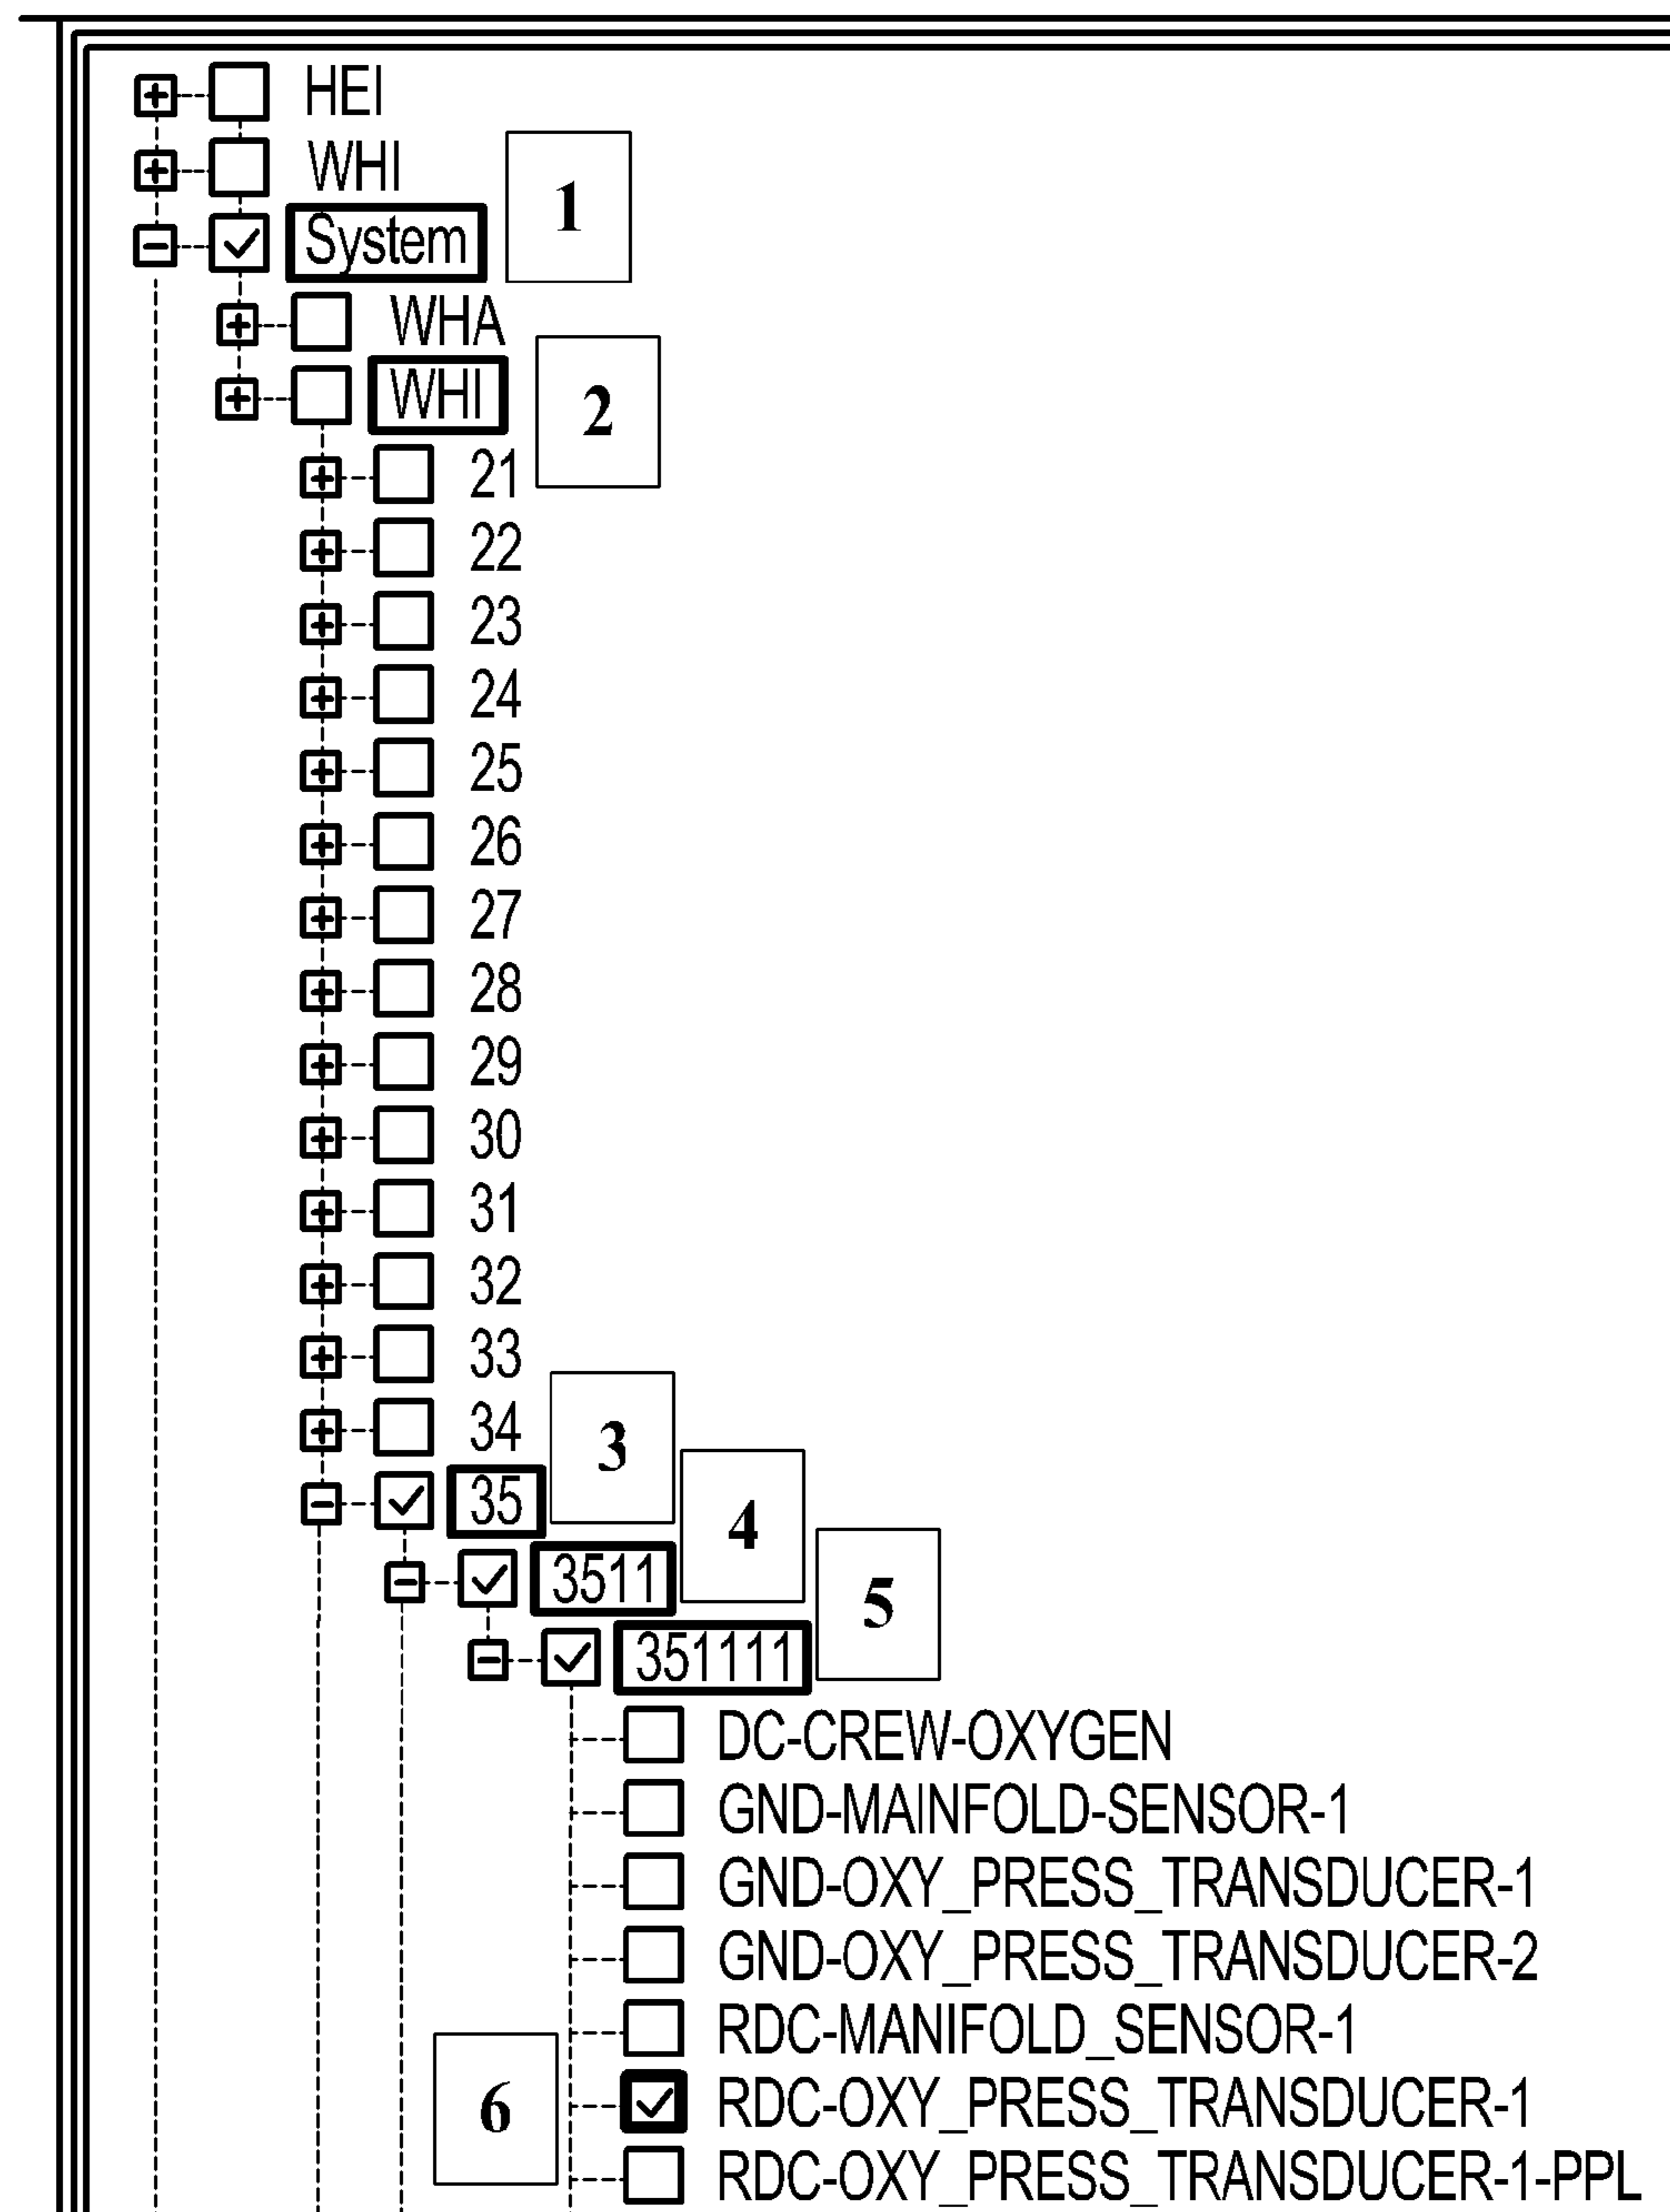 HEI
WHI
System
1
WHA
WHI
2
21
22
23
24
25
26
27
28
29
30
31
32
33
34
3
35
4
3511
5
351111
DC-CREW-OXYGEN
GND-MAINFOLD-SENSOR-1
GND-OXY_PRESS_TRANSDUCER-1
GND-OXY_PRESS_TRANSDUCER-2
RDC-MANIFOLD_SENSOR-1
6
RDC-OXY_PRESS_TRANSDUCER-1
RDC-OXY_PRESS_TRANSDUCER-1-PPL